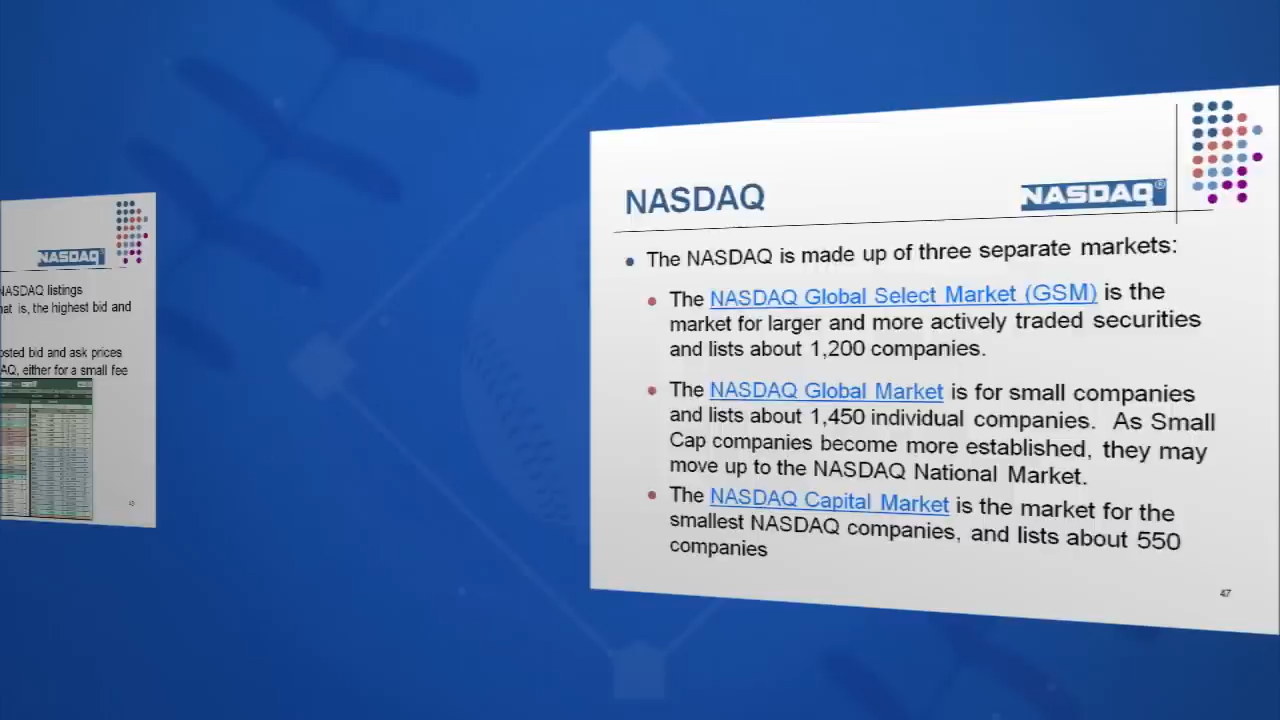 NASDAQ
NASDAQ listings
hat is, the highest bid and
osted bid and ask prices
AQ, either for a small fee
NASDAQ
NASDAQ®
The NASDAQ is made up of three separate markets:
The NASDAQ Global Select Market (GSM) is the
market for larger and more actively traded securities
and lists about 1,200 companies.
The NASDAQ Global Market is for small companies
and lists about 1,450 individual companies. As Small
Cap companies become more established, they may
move up to the NASDAQ National Market.
The NASDAQ Capital Market is the market for the
smallest NASDAQ companies, and lists about 550
companies
47